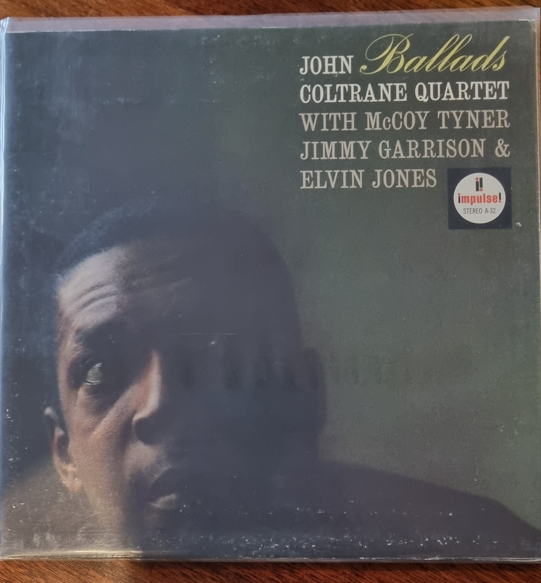 JOHN Ballads
COLTRANE QUARTET
WITH McCOY TYNER
JIMMY GARRISON &
ELVIN JONES
impulse!
STEREO A-32